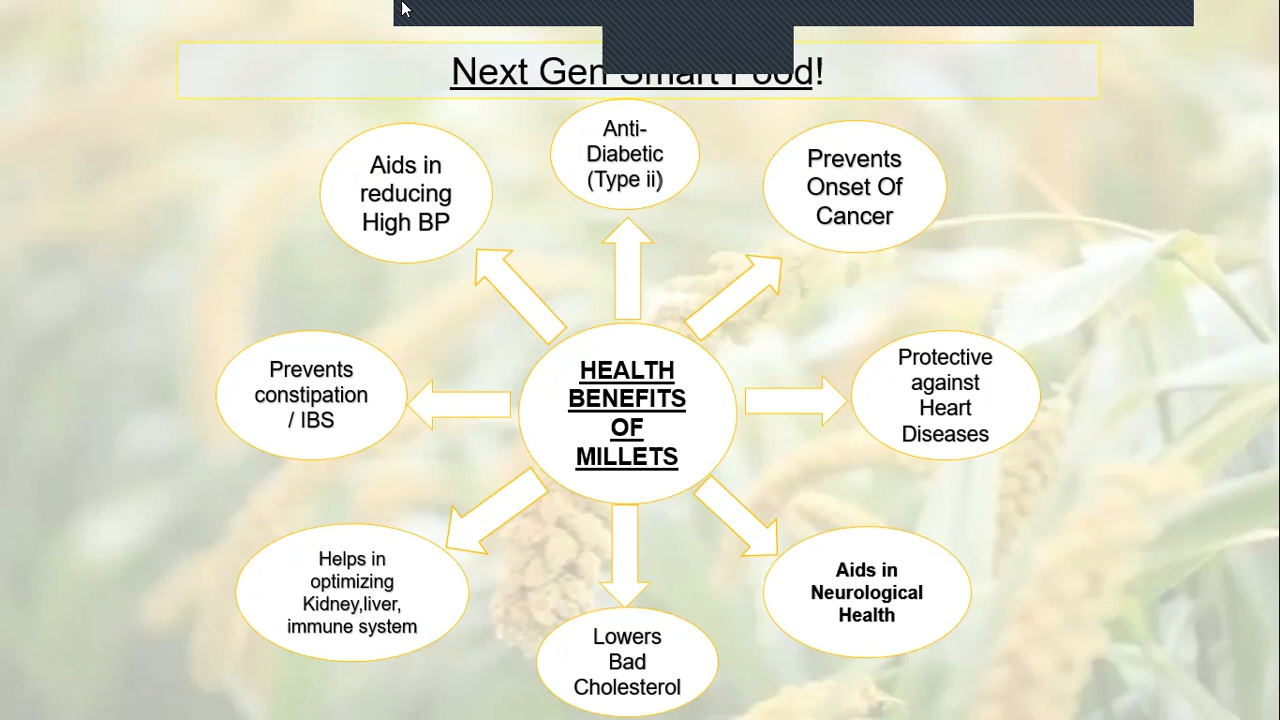 Next Gen Smart Food!
Anti-
Diabetic
(Type ii)
Aids in
reducing
High BP
Prevents
Onset Of
Cancer
Prevents
constipation
/ IBS
HEALTH
BENEFITS
OF
MILLETS
Protective
against
Heart
Diseases
Helps in
optimizing
Kidney,liver,
immune system
Aids in
Neurological
Health
Lowers
Bad
Cholesterol